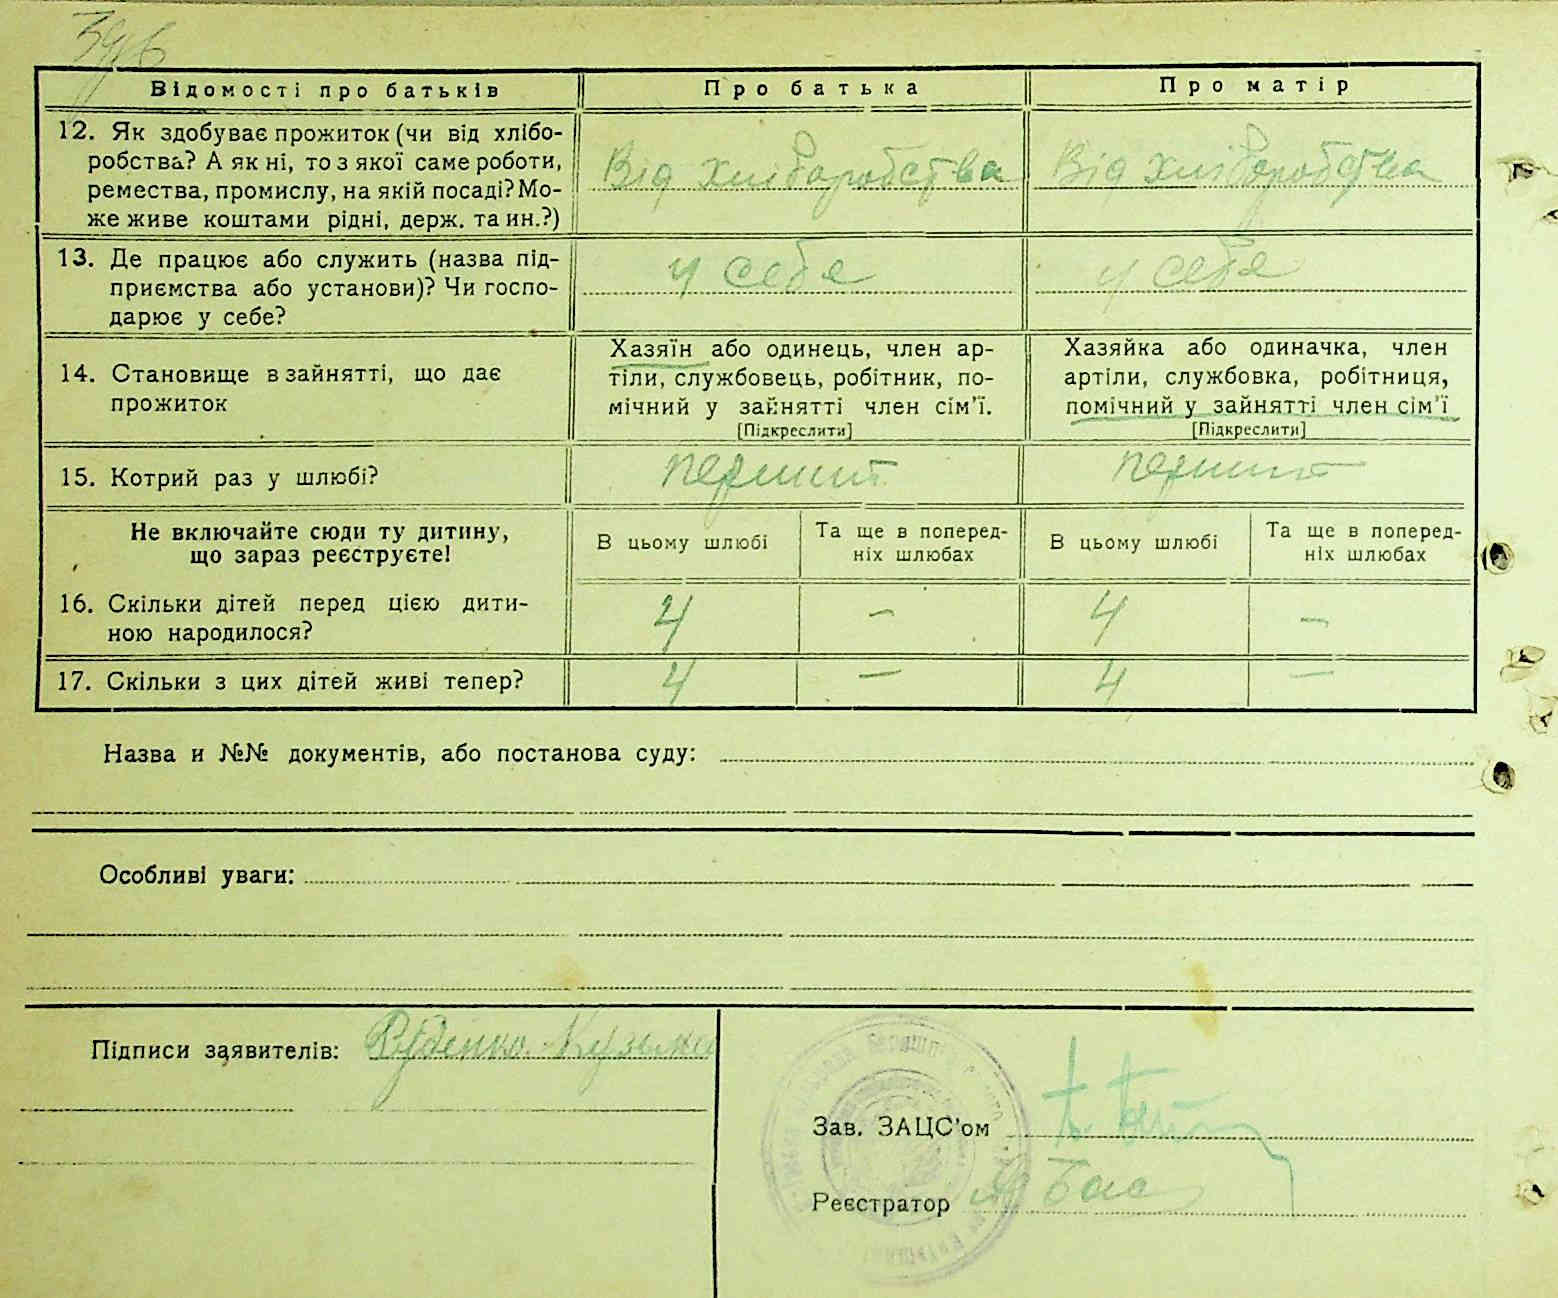 Відомості про батьків
Про батька
Про матір
12. Як здобуває прожиток (чи від хлібо-
робства? А як ні, то з якої саме роботи,
ремества, промислу, на якій посаді? Мо-
же живе коштами рідні, держ. та ин.?)
Від хліборобства
Від хліборобства
13. Де працює або служить (назва під-
приємства або установи)? Чи госпо-
дарює у себе?
у себе
у себе
14. Становище в зайнятті, що дає
прожиток
Хазяїн або одинець, член ар-
тіли, службовець, робітник, по-
мічний у зайнятті член сім'ї.
[Підкреслити]
Хазяйка або одиначка, член
артіли, службовка, робітниця,
помічний у зайнятті член сім'ї
[Підкреслити]
15. Котрий раз у шлюбі?
перший
перший
Не включайте сюди ту дитину,
що зараз реєструєте!
В цьому шлюбі
Та ще в поперед-
ніх шлюбах
В цьому шлюбі
Та ще в поперед-
ніх шлюбах
16. Скільки дітей перед цією дити-
ною народилося?
4
-
4
-
17. Скільки з цих дітей живі тепер?
4
-
4
-
Назва и №№ документів, або постанова суду:
Особливі уваги:
Підписи заявителів: Руденко Кузьма
Зав. ЗАЦС'ом
Реєстратор Бас